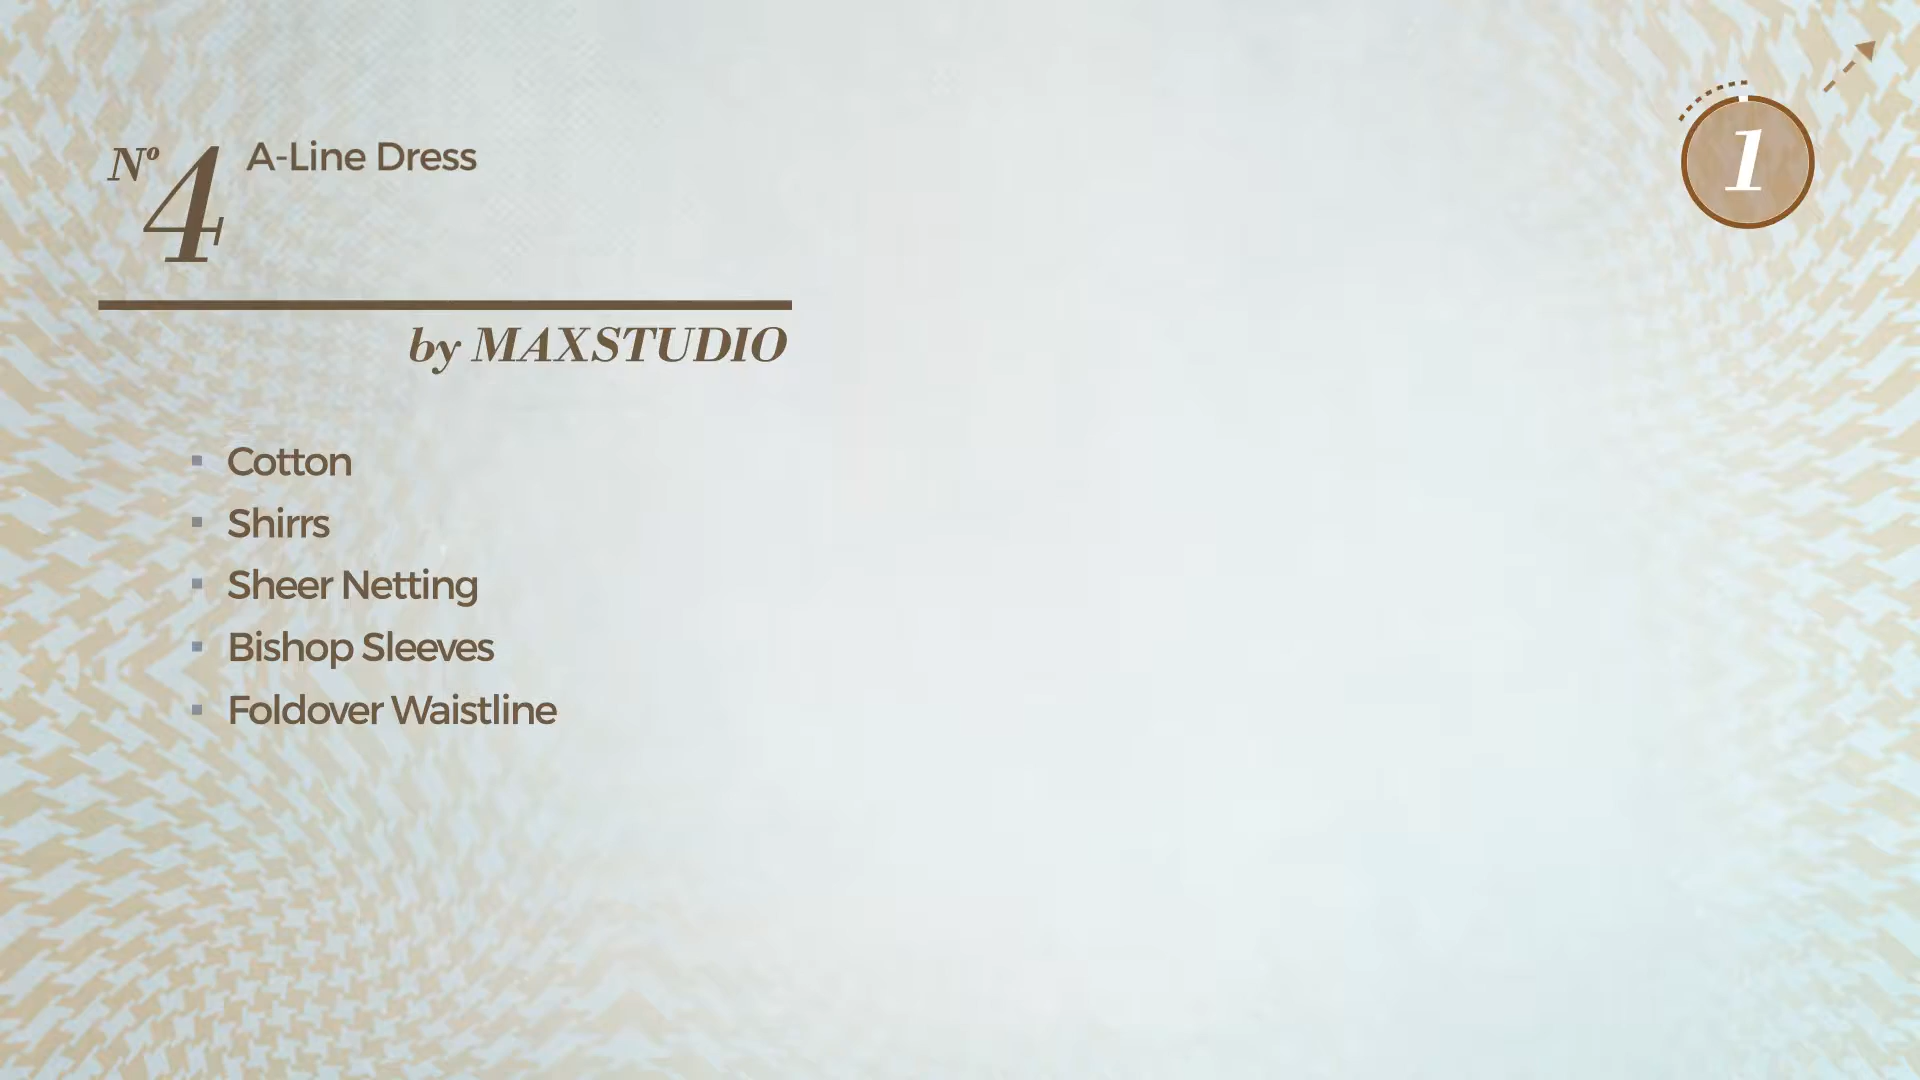 Nº 4 A-Line Dress
1
by MAXSTUDIO
Cotton
Shirrs
Sheer Netting
Bishop Sleeves
Foldover Waistline